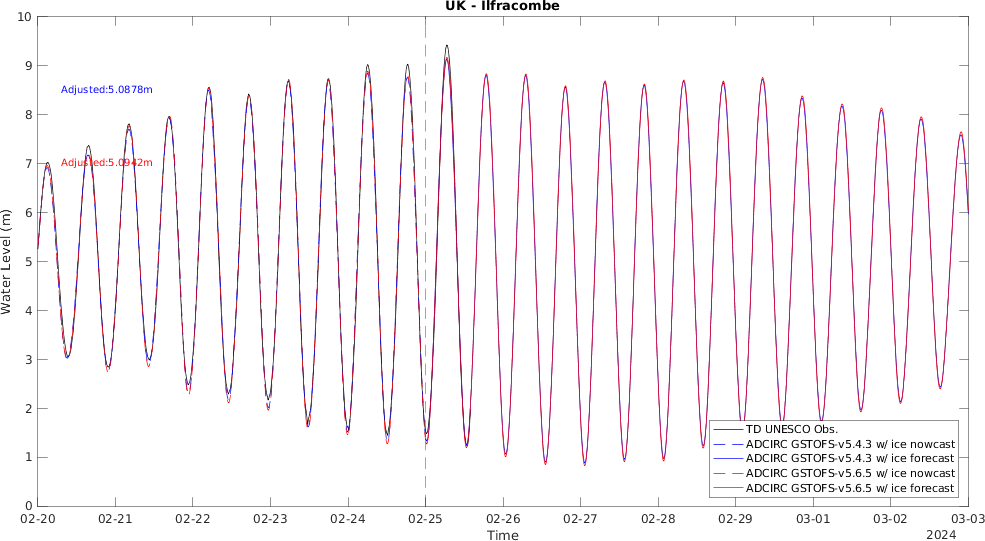 UK - Ilfracombe
10
9
8
7
6
5
4
3
2
1
0
Water Level (m)
Adjusted:5.0878m
Adjusted:5.0942m
TD UNESCO Obs.
ADCIRC GSTOFS-v5.4.3 w/ ice nowcast
ADCIRC GSTOFS-v5.4.3 w/ ice forecast
ADCIRC GSTOFS-v5.6.5 w/ ice nowcast
ADCIRC GSTOFS-v5.6.5 w/ ice forecast
02-20 02-21 02-22 02-23 02-24 02-25 02-26 02-27 02-28 02-29 03-01 03-02 03-03
Time
2024